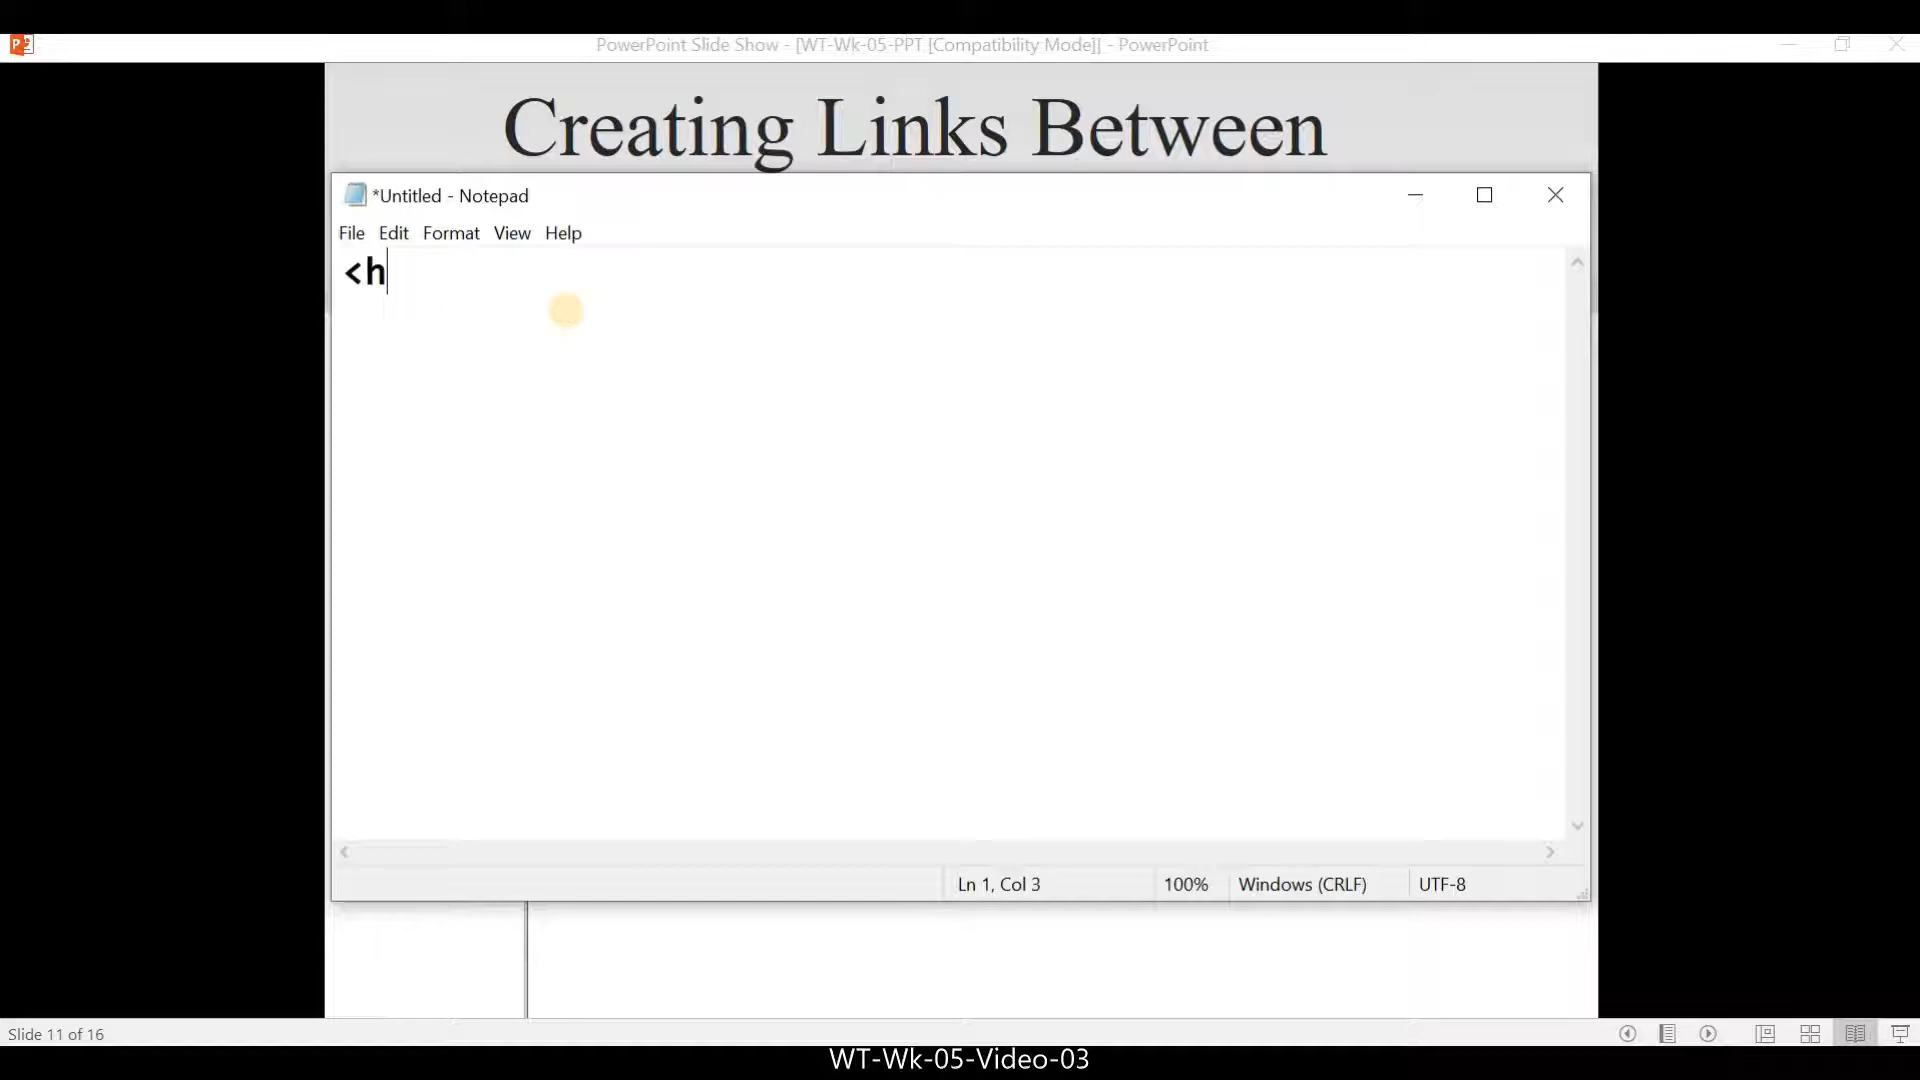 PowerPoint Slide Show - [WT-Wk-05-PPT [Compatibility Mode]] - PowerPoint
Creating Links Between
*Untitled - Notepad
File Edit Format View Help
<h
Ln 1, Col 3 100% Windows (CRLF) UTF-8
Slide 11 of 16
WT-Wk-05-Video-03